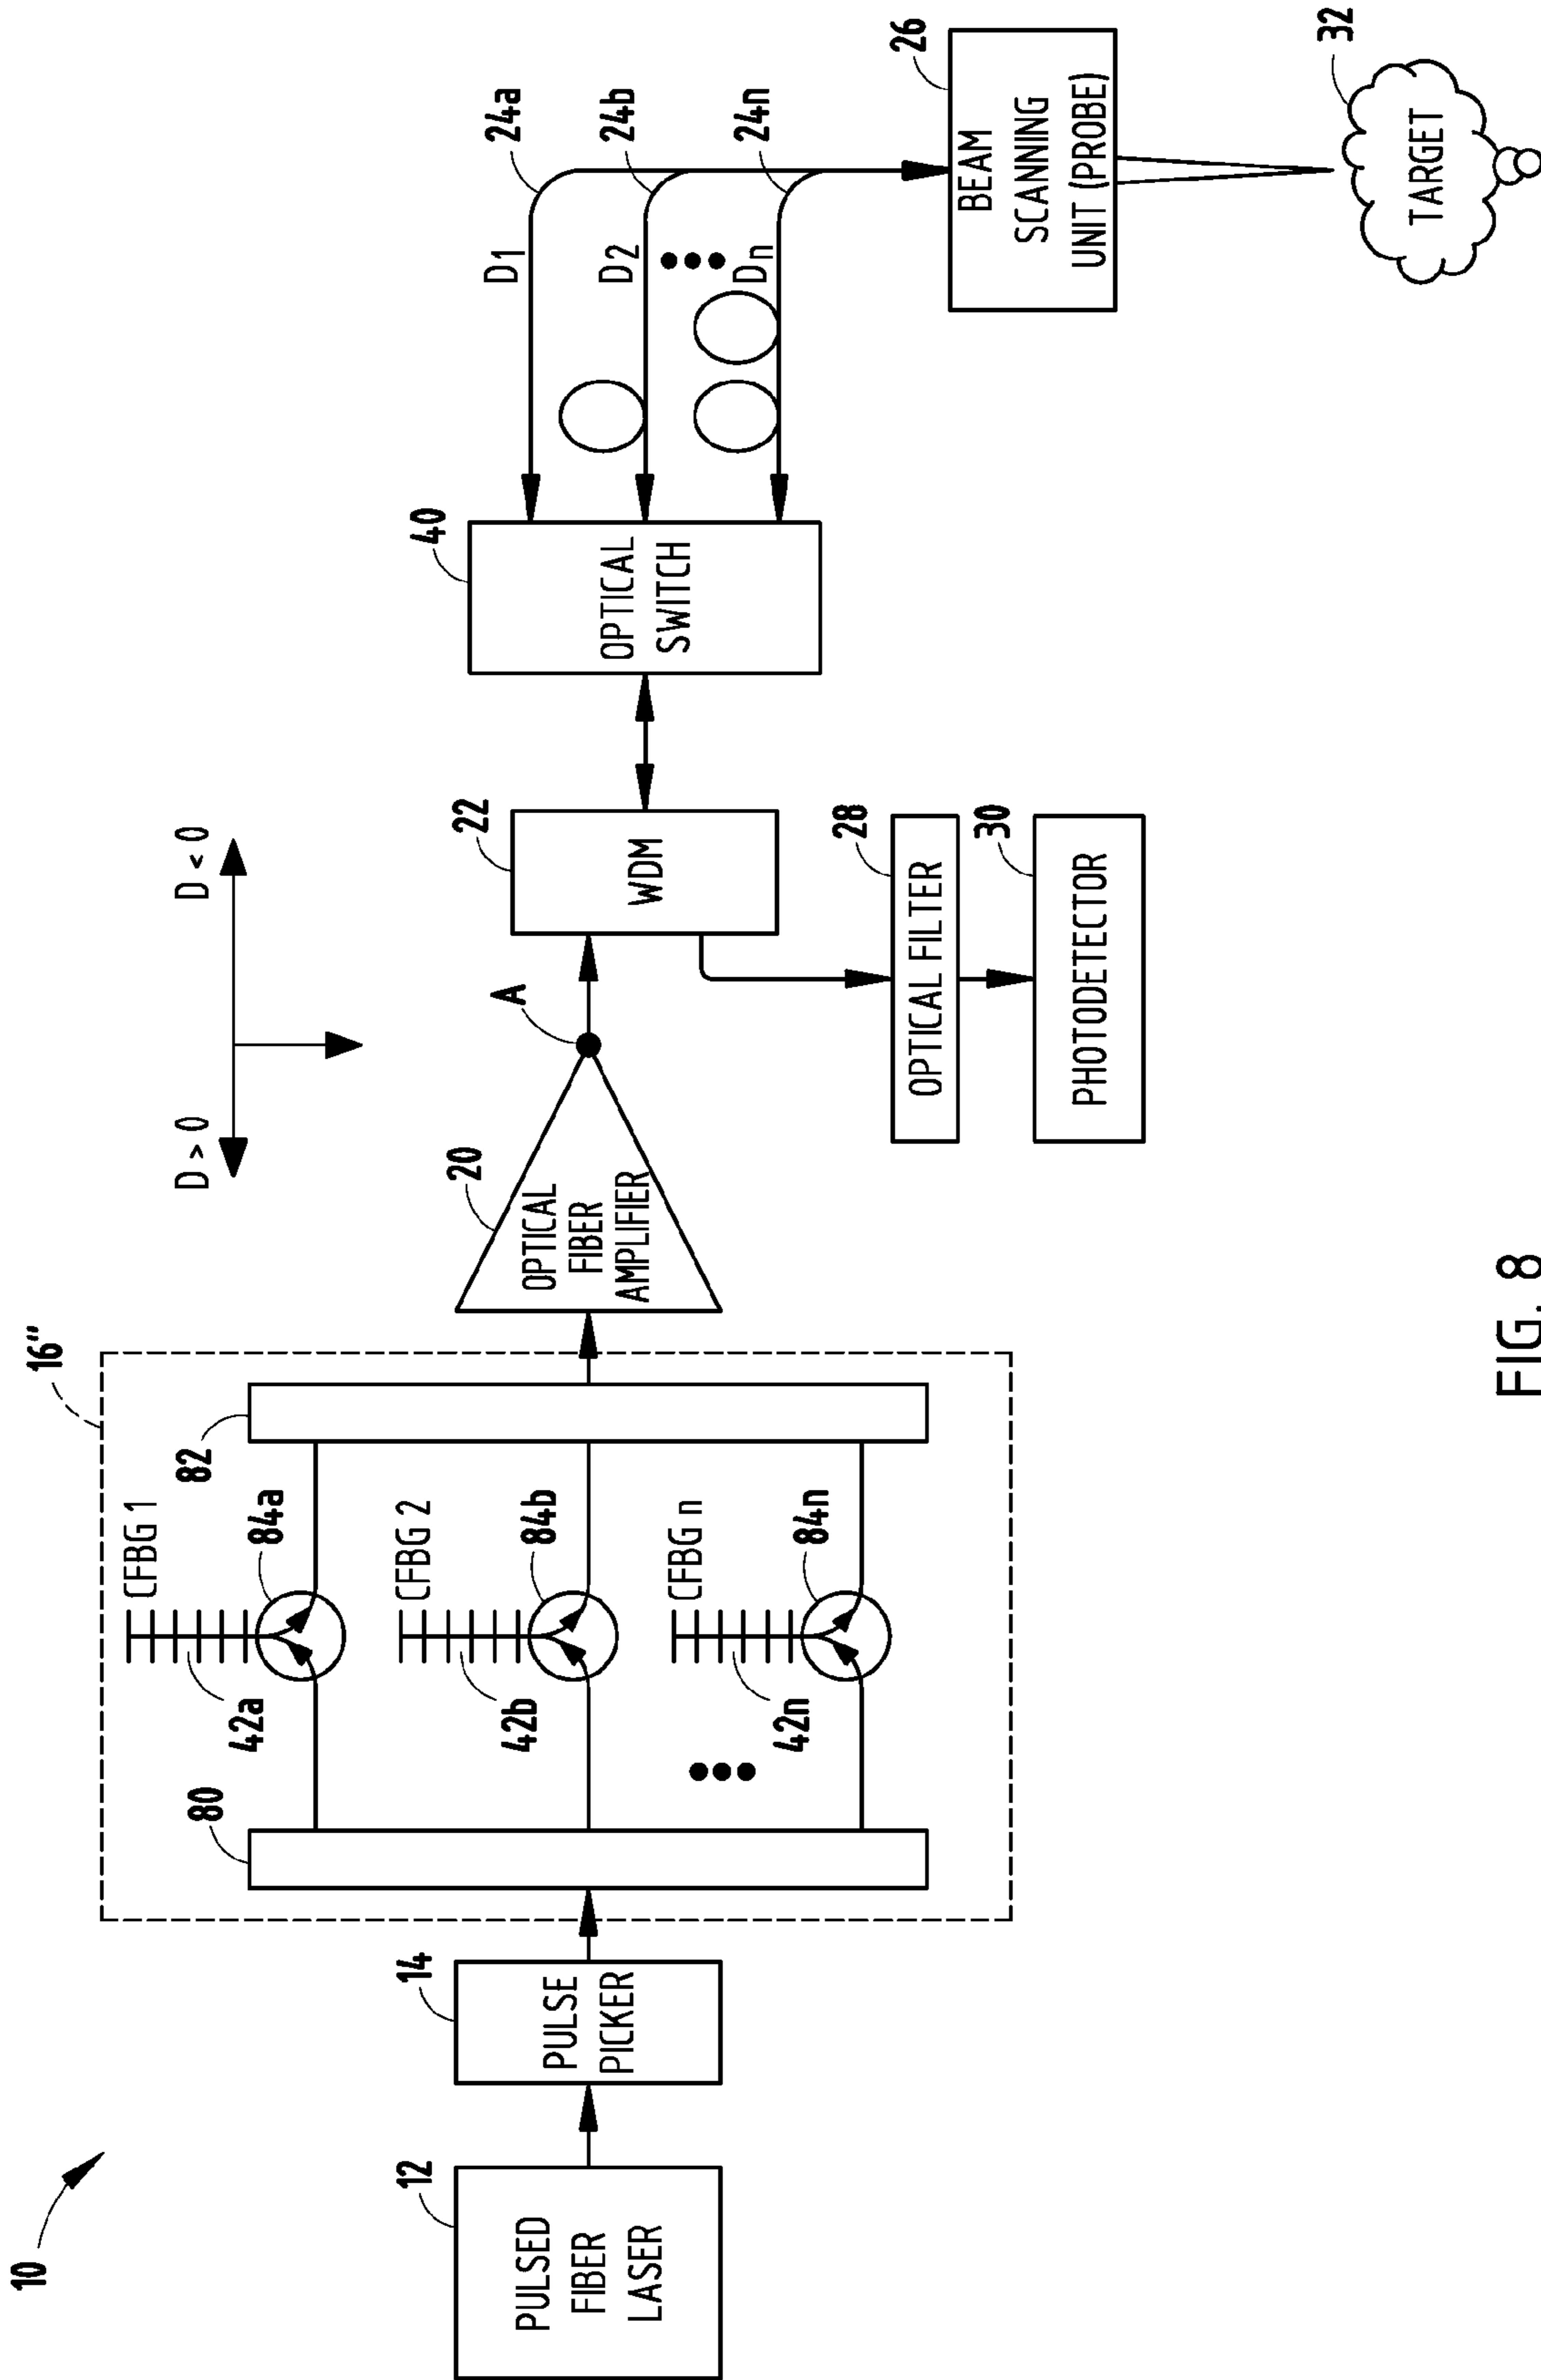 10
12
PULSED
FIBER
LASER
14
PULSE
PICKER
16"
80
82
CFBG 1
42a
84a
CFBG 2
42b
84b
CFBG n
42n
84n
20
OPTICAL
FIBER
AMPLIFIER
A
D > 0
D < 0
22
WDM
28
OPTICAL FILTER
30
PHOTODETECTOR
40
OPTICAL
SWITCH
D1
24a
D2
24b
Dn
24n
26
BEAM
SCANNING
UNIT (PROBE)
32
TARGET
FIG. 8